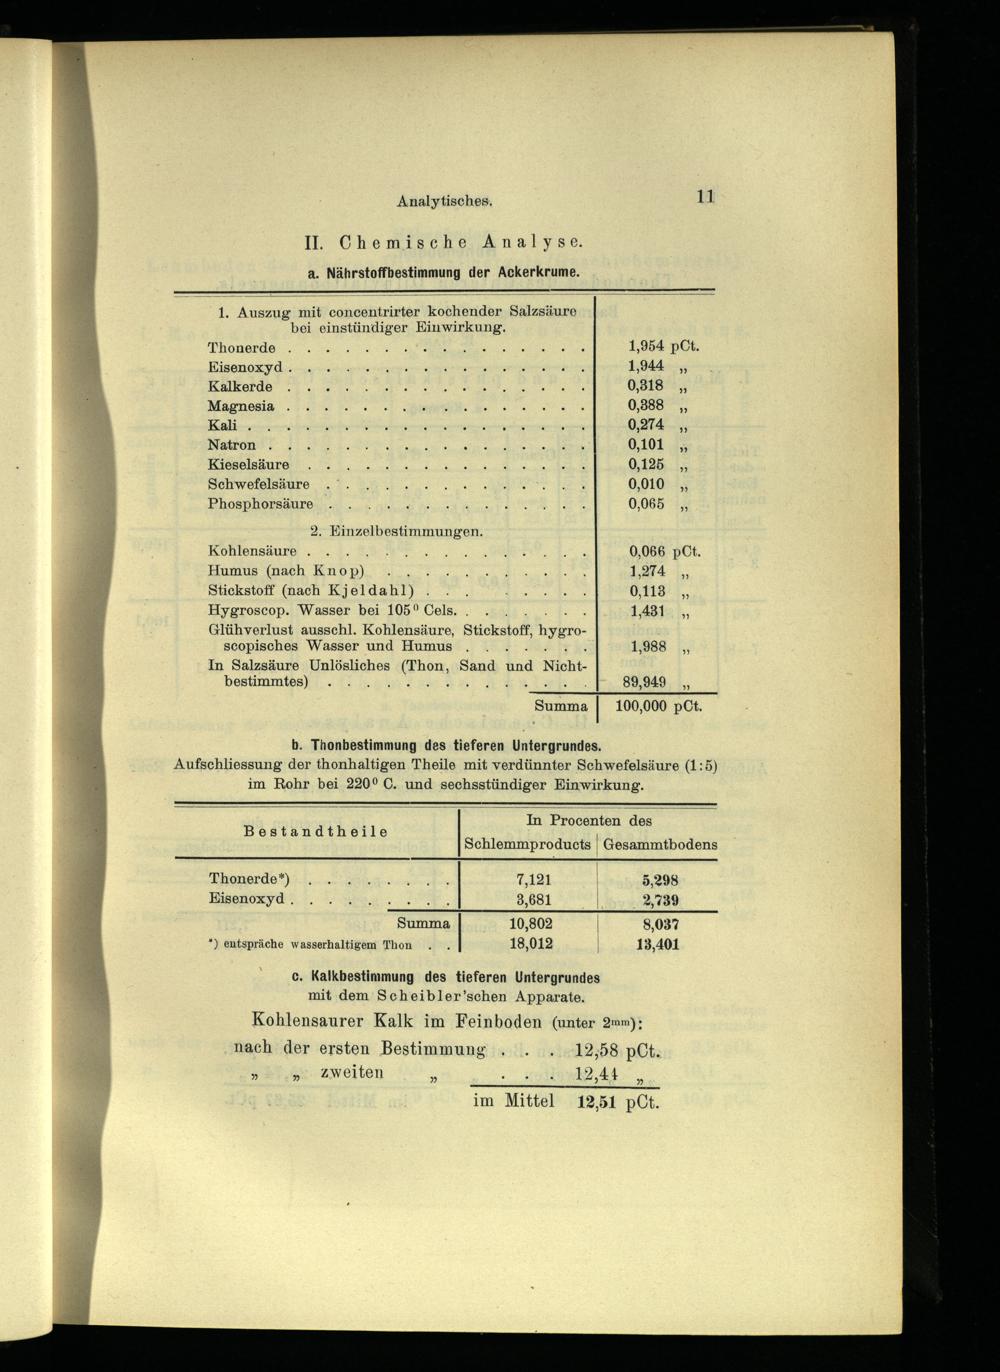 Analytisches. 11
II. Chemische Analyse.
a. Nährstoffbestimmung der Ackerkrume.
1. Auszug mit concentrirter kochender Salzsäure
bei einstündiger Einwirkung.
Thonerde . . . . . . . . . . . . . . . . 1,954 pCt.
Eisenoxyd . . . . . . . . . . . . . . . . 1,944 „
Kalkerde . . . . . . . . . . . . . . . . 0,318 „
Magnesia . . . . . . . . . . . . . . . . 0,388 „
Kali . . . . . . . . . . . . . . . . . . 0,274 „
Natron . . . . . . . . . . . . . . . . . 0,101 „
Kieselsäure . . . . . . . . . . . . . . . 0,125 „
Schwefelsäure . . . . . . . . . . . . . . 0,010 „
Phosphorsäure . . . . . . . . . . . . . . 0,065 „
2. Einzelbestimmungen.
Kohlensäure . . . . . . . . . . . . . . . 0,066 pCt.
Humus (nach Knop) . . . . . . . . . . . 1,274 „
Stickstoff (nach Kjeldahl) . . . . . . . . 0,113 „
Hygroscop. Wasser bei 105° Cels. . . . . . . . 1,431 „
Glühverlust ausschl. Kohlensäure, Stickstoff, hygro-
scopisches Wasser und Humus . . . . . . . 1,988 „
In Salzsäure Unlösliches (Thon, Sand und Nicht-
bestimmtes) . . . . . . . . . . . . . . 89,949 „
Summa 100,000 pCt.
b. Thonbestimmung des tieferen Untergrundes.
Aufschliessung der thonhaltigen Theile mit verdünnter Schwefelsäure (1:5)
im Rohr bei 220° C. und sechsstündiger Einwirkung.
Bestandtheile
In Procenten des
Schlemmproducts Gesammtbodens
Thonerde*) . . . . . . . . 7,121 5,298
Eisenoxyd . . . . . . . . . 3,681 2,739
Summa 10,802 8,037
*) entspräche wasserhaltigem Thon . . 18,012 13,401
c. Kalkbestimmung des tieferen Untergrundes
mit dem Scheibler'schen Apparate.
Kohlensaurer Kalk im Feinboden (unter 2mm):
nach der ersten Bestimmung . . . 12,58 pCt.
„ „ zweiten „ . . . 12,44 „
im Mittel 12,51 pCt.